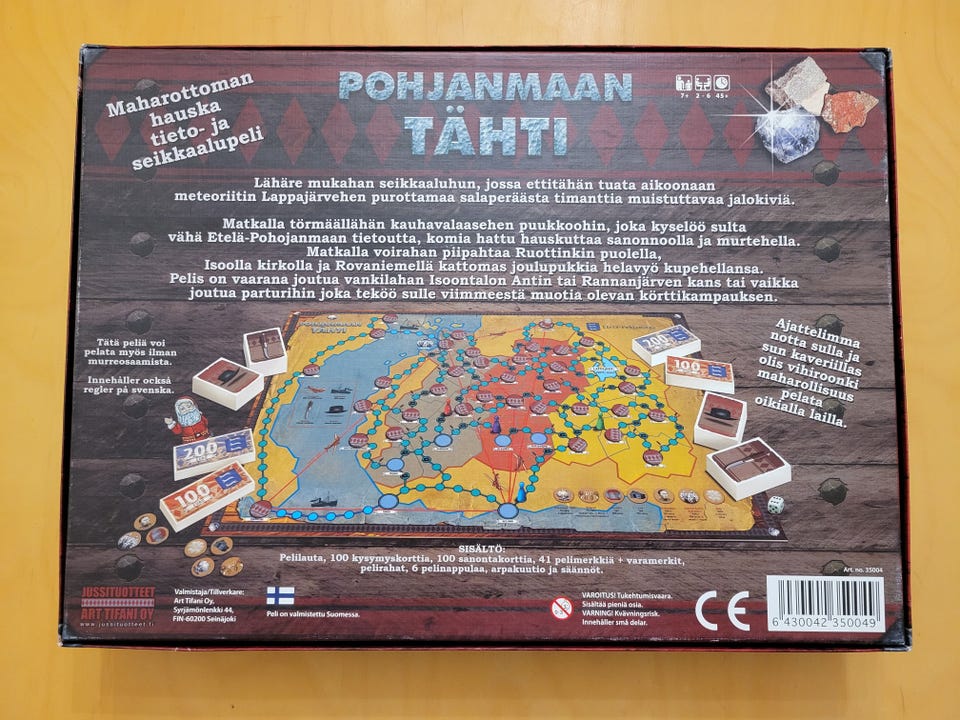 Maharottoman
hauska
tieto- ja
seikkaalupeli
POHJANMAAN
TÄHTI
7+ 2 - 6 45+
Lähäre mukahan seikkaaluhun, jossa ettitähän tuata aikoonaan
meteoriitin Lappajärvehen purottamaa salaperäästa timanttia muistuttavaa jalokiviä.
Matkalla törmäällähän kauhavalaasehen puukkoohin, joka kyselöö sulta
vähä Etelä-Pohojanmaan tietoutta, komia hattu hauskuttaa sanonnoolla ja murtehella.
Matkalla voirahan piipahtaa Ruottinkin puolella,
Isoolla kirkolla ja Rovaniemellä kattomas joulupukkia helavyö kupehellansa.
Pelis on vaarana joutua vankilahan Isoontalon Antin tai Rannanjärven kans tai vaikka
joutua parturihin joka teköö sulle viimmeestä muotia olevan körttikampauksen.
Tätä peliä voi
pelata myös ilman
murreosaamista.
Innehåller också
regler på svenska.
Ajattelimma
notta sulla ja
sun kaveriillas
olis vihiroonki
maharollisuus
pelata
oikialla lailla.
POHJANMAAN
TÄHTI
200
100
200
100
SISÄLTÖ:
Pelilauta, 100 kysymyskorttia, 100 sanontakorttia, 41 pelimerkkiä + varamerkit,
pelirahat, 6 pelinappulaa, arpakuutio ja säännöt.
Art. no. 35004
JUSSITUOTTEET
ART TIFANI OY
www.jussituotteet.fi
Valmistaja/Tillverkare:
Art Tifani Oy.
Syrjämönlenkki 44,
FIN-60200 Seinäjoki
Peli on valmistettu Suomessa.
VAROITUS! Tukehtumisvaara.
Sisältää pieniä osia.
VARNING! Kvävningsrisk.
Innehåller små delar.
CE
6 430042 350049